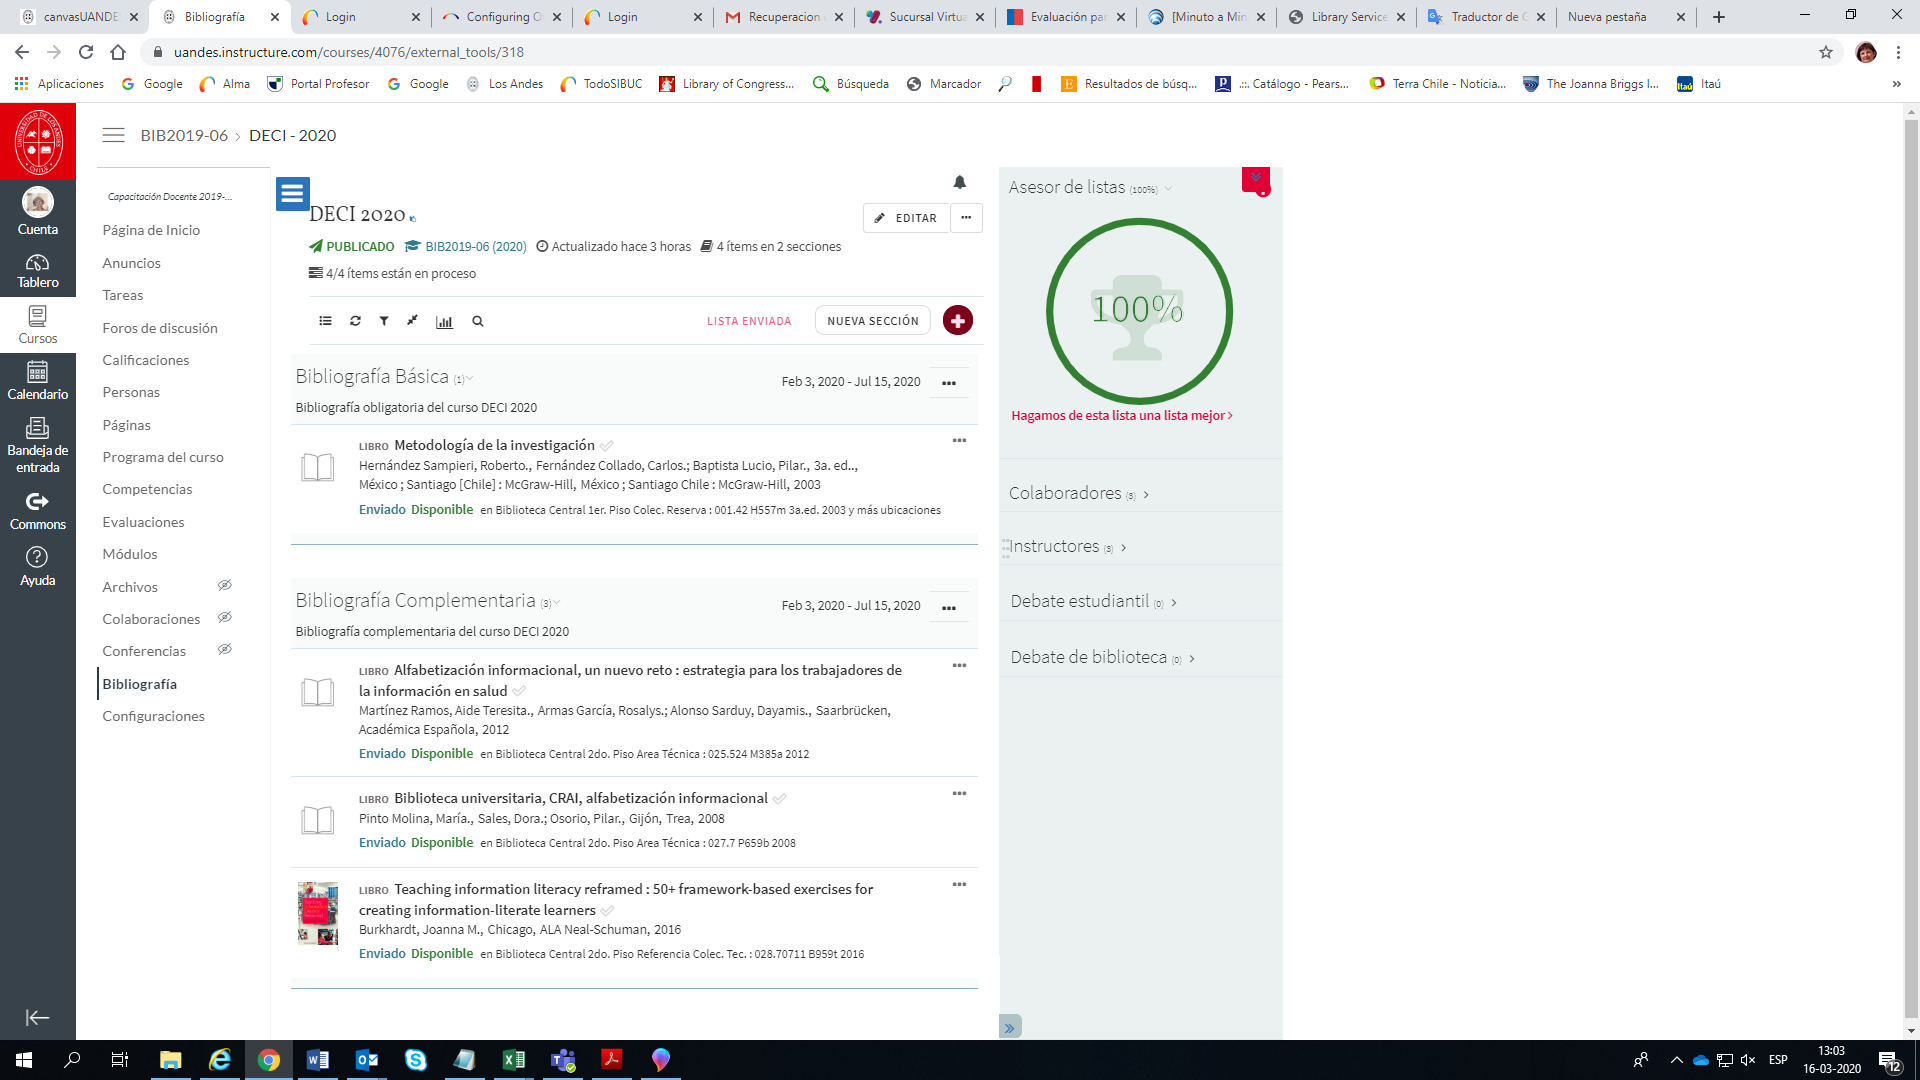 canvasUANDE
Bibliografía
Login
Configuring O
Login
Recuperacion
Sucursal Virtua
Evaluación pa
[Minuto a Min
Library Service
Traductor de G
Nueva pestaña
uandes.instructure.com/courses/4076/external_tools/318
Aplicaciones
Google
Alma
Portal Profesor
Google
Los Andes
TodoSIBUC
Library of Congress...
Búsqueda
Marcador
Resultados de búsq...
.:. Catálogo - Pears...
Terra Chile - Noticia...
The Joanna Briggs I...
Itaú
BIB2019-06 › DECI - 2020
Cuenta
Tablero
Cursos
Calendario
Bandeja de
entrada
Commons
Ayuda
Capacitación Docente 2019-...
Página de Inicio
Anuncios
Tareas
Foros de discusión
Calificaciones
Personas
Páginas
Programa del curso
Competencias
Evaluaciones
Módulos
Archivos
Colaboraciones
Conferencias
Bibliografía
Configuraciones
DECI 2020
EDITAR
PUBLICADO BIB2019-06 (2020) Actualizado hace 3 horas 4 ítems en 2 secciones
4/4 ítems están en proceso
LISTA ENVIADA
NUEVA SECCIÓN
Bibliografía Básica (1)
Feb 3, 2020 - Jul 15, 2020
Bibliografía obligatoria del curso DECI 2020
LIBRO Metodología de la investigación
Hernández Sampieri, Roberto., Fernández Collado, Carlos.; Baptista Lucio, Pilar., 3a. ed..,
México ; Santiago [Chile] : McGraw-Hill, México ; Santiago Chile : McGraw-Hill, 2003
Enviado Disponible en Biblioteca Central 1er. Piso Colec. Reserva : 001.42 H557m 3a.ed. 2003 y más ubicaciones
Bibliografía Complementaria (3)
Feb 3, 2020 - Jul 15, 2020
Bibliografía complementaria del curso DECI 2020
LIBRO Alfabetización informacional, un nuevo reto : estrategia para los trabajadores de
la información en salud
Martínez Ramos, Aide Teresita., Armas García, Rosalys.; Alonso Sarduy, Dayamis., Saarbrücken,
Académica Española, 2012
Enviado Disponible en Biblioteca Central 2do. Piso Area Técnica : 025.524 M385a 2012
LIBRO Biblioteca universitaria, CRAI, alfabetización informacional
Pinto Molina, María., Sales, Dora.; Osorio, Pilar., Gijón, Trea, 2008
Enviado Disponible en Biblioteca Central 2do. Piso Area Técnica : 027.7 P659b 2008
LIBRO Teaching information literacy reframed : 50+ framework-based exercises for
creating information-literate learners
Burkhardt, Joanna M., Chicago, ALA Neal-Schuman, 2016
Enviado Disponible en Biblioteca Central 2do. Piso Referencia Colec. Tec. : 028.70711 B959t 2016
Asesor de listas (100%)
100%
Hagamos de esta lista una lista mejor
Colaboradores (3)
Instructores (3)
Debate estudiantil (0)
Debate de biblioteca (0)
ESP
13:03
16-03-2020
12